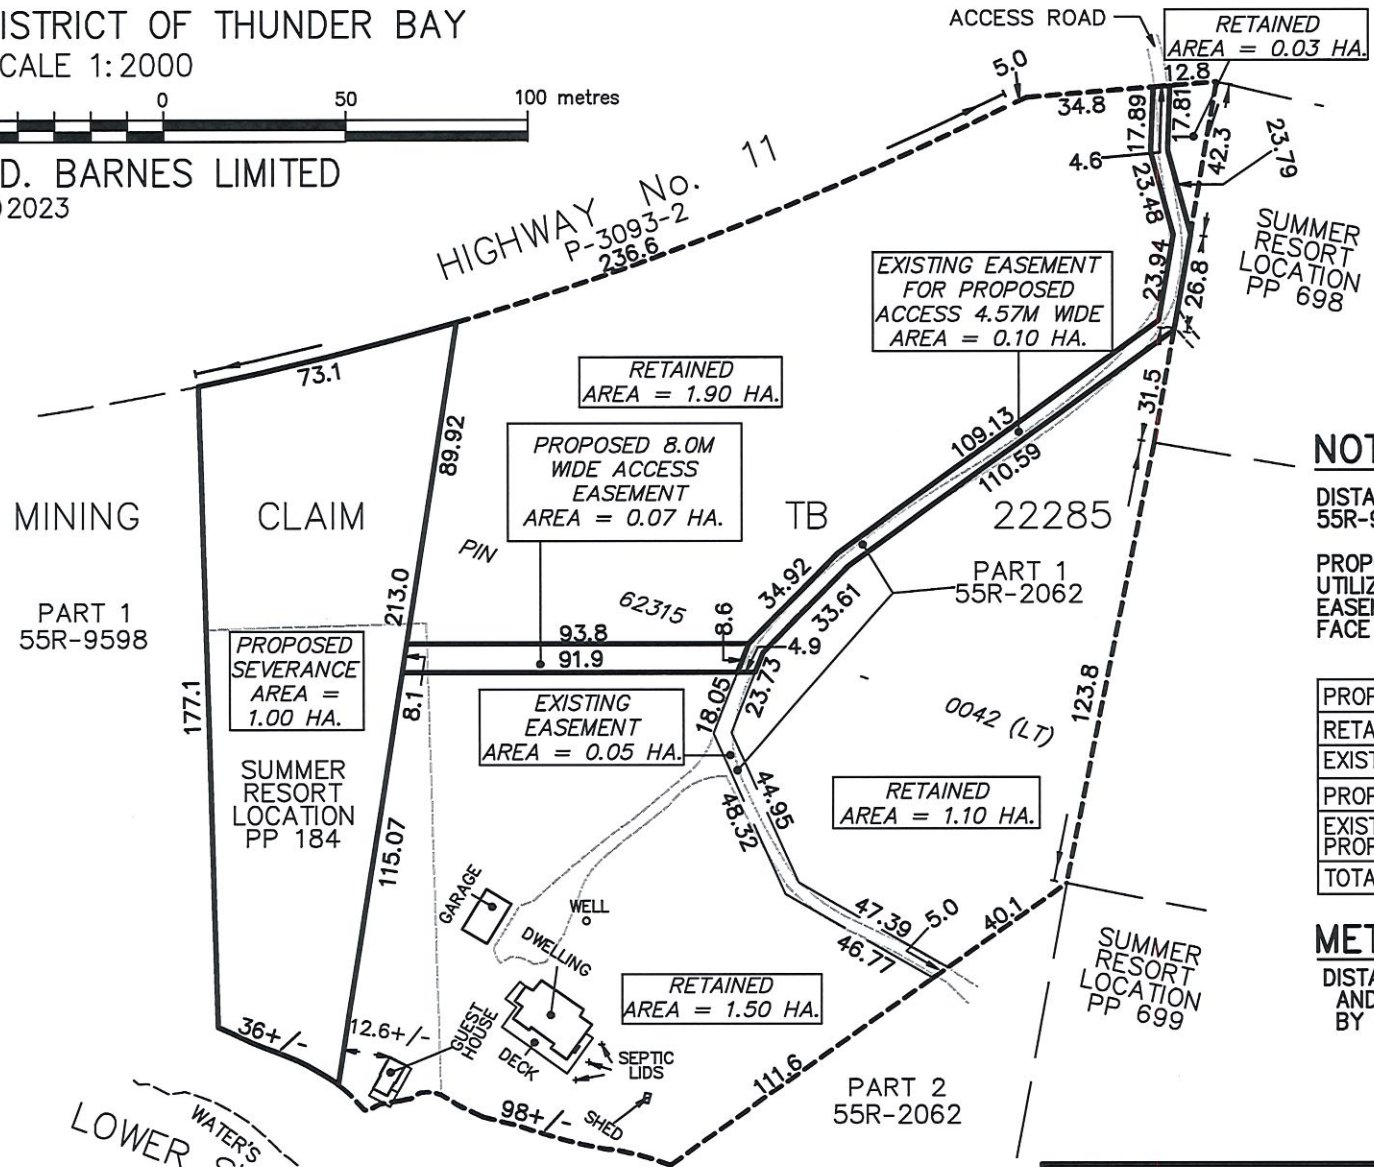 ISTRICT OF THUNDER BAY
CALE 1:2000
0 50 100 metres
D. BARNES LIMITED
2023
ACCESS ROAD
RETAINED
AREA = 0.03 HA.
5.0
34.8
12.8
17.89
17.81
42.3
23.79
4.6
23.48
23.94
26.8
HIGHWAY No. 11
P-3093-2
236.6
SUMMER
RESORT
LOCATION
PP 698
EXISTING EASEMENT
FOR PROPOSED
ACCESS 4.57M WIDE
AREA = 0.10 HA.
73.1
RETAINED
AREA = 1.90 HA.
31.5
89.92
109.13
110.59
PROPOSED 8.0M
WIDE ACCESS
EASEMENT
AREA = 0.07 HA.
NOT
DISTA
55R-9
PROPO
UTILIZ
EASEM
FACE
MINING CLAIM TB 22285
PIN 62315 0042 (LT)
PART 1
55R-9598
PART 1
55R-2062
213.0
34.92
33.61
8.6
4.9
93.8
91.9
8.1
18.05
23.73
177.1
123.8
PROPOSED
SEVERANCE
AREA =
1.00 HA.
EXISTING
EASEMENT
AREA = 0.05 HA.
SUMMER
RESORT
LOCATION
PP 184
115.07
44.95
48.32
RETAINED
AREA = 1.10 HA.
PROP
RETA
EXIST
PROP
EXIST
PROP
TOTA
GARAGE
WELL
DWELLING
47.39
46.77
5.0
40.1
SUMMER
RESORT
LOCATION
PP 699
MET
DISTA
AND
BY
RETAINED
AREA = 1.50 HA.
36+/-
12.6+/-
GUEST
HOUSE
DECK
SEPTIC
LIDS
SHED
98+/-
111.6
PART 2
55R-2062
WATER'S
LOWER